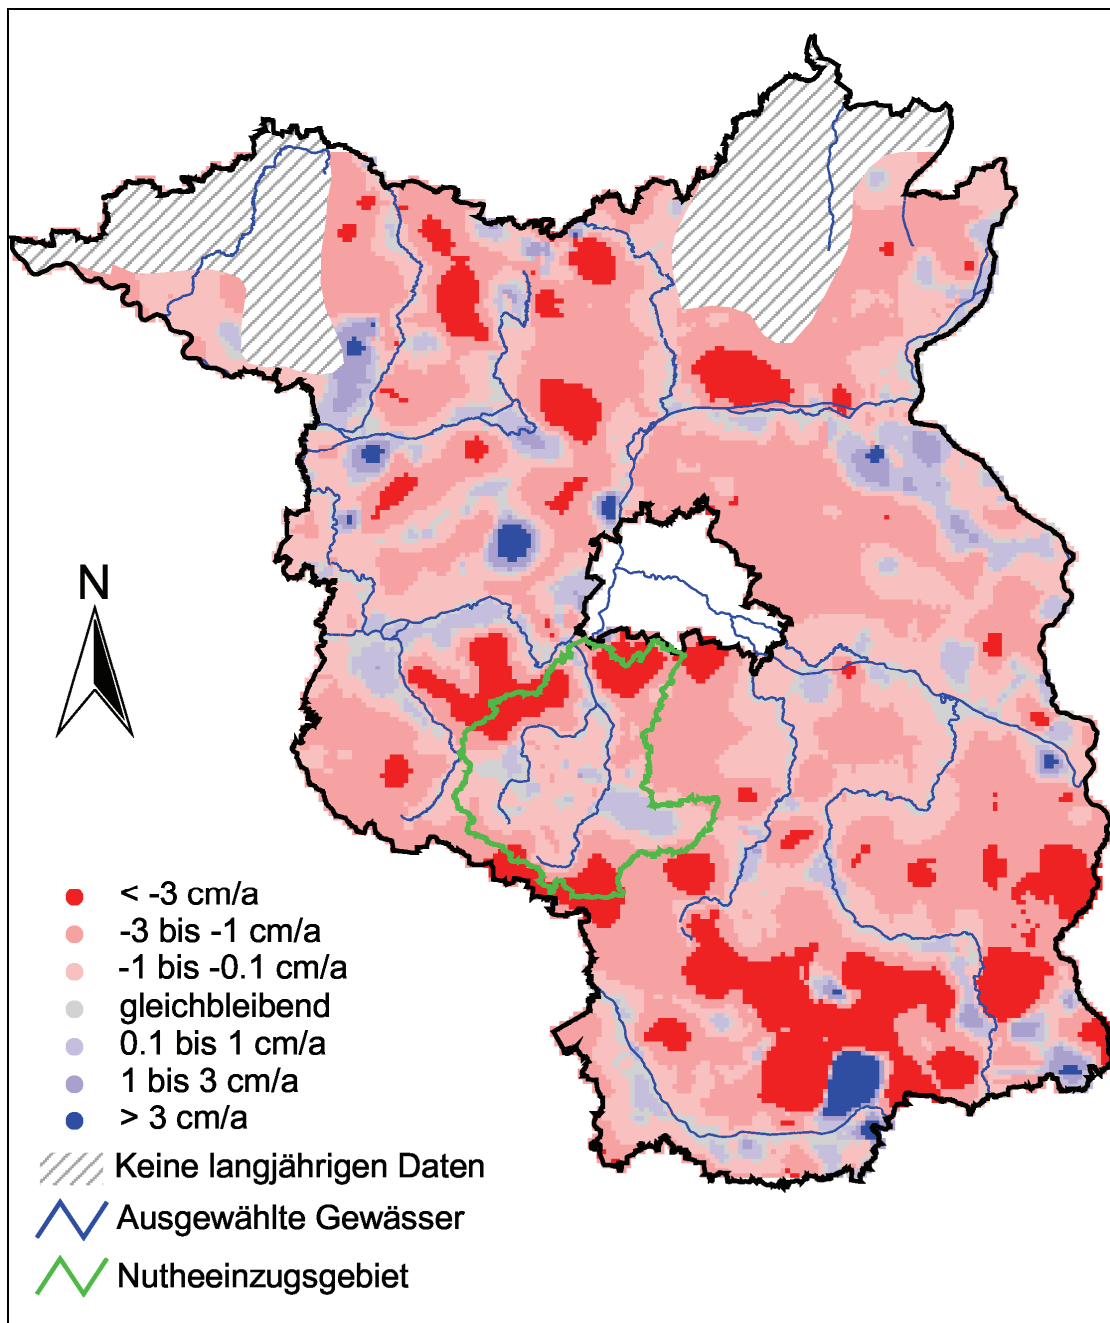 N
< -3 cm/a
-3 bis -1 cm/a
-1 bis -0.1 cm/a
gleichbleibend
0.1 bis 1 cm/a
1 bis 3 cm/a
> 3 cm/a
Keine langjährigen Daten
Ausgewählte Gewässer
Nutheeinzugsgebiet